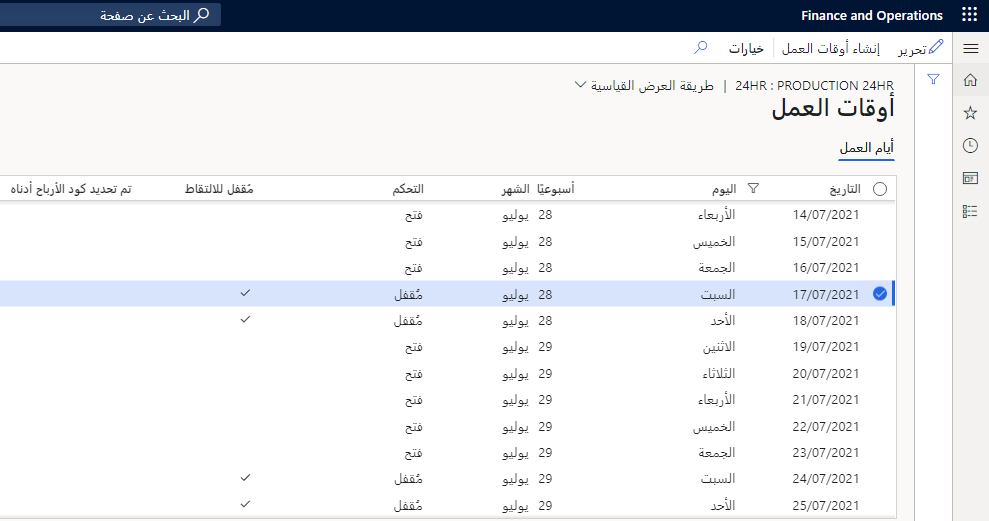 Finance and Operations
البحث عن صفحة
تحرير إنشاء أوقات العمل خيارات
24HR : PRODUCTION 24HR | طريقة العرض القياسية
أوقات العمل
أيام العمل
التاريخ اليوم أسبوعيًا الشهر التحكم مُقفل للالتقاط تم تحديد كود الأرباح أدناه
14/07/2021 الأربعاء 28 يوليو فتح
15/07/2021 الخميس 28 يوليو فتح
16/07/2021 الجمعة 28 يوليو فتح
17/07/2021 السبت 28 يوليو مُقفل
18/07/2021 الأحد 28 يوليو مُقفل
19/07/2021 الاثنين 29 يوليو فتح
20/07/2021 الثلاثاء 29 يوليو فتح
21/07/2021 الأربعاء 29 يوليو فتح
22/07/2021 الخميس 29 يوليو فتح
23/07/2021 الجمعة 29 يوليو فتح
24/07/2021 السبت 29 يوليو مُقفل
25/07/2021 الأحد 29 يوليو مُقفل